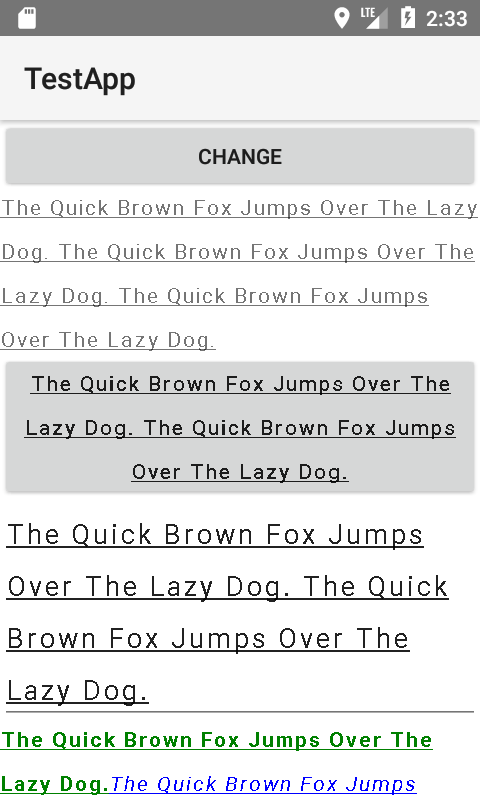 LTE 2:33
TestApp
CHANGE
The Quick Brown Fox Jumps Over The Lazy
Dog. The Quick Brown Fox Jumps Over The
Lazy Dog. The Quick Brown Fox Jumps
Over The Lazy Dog.
The Quick Brown Fox Jumps Over The
Lazy Dog. The Quick Brown Fox Jumps
Over The Lazy Dog.
The Quick Brown Fox Jumps
Over The Lazy Dog. The Quick
Brown Fox Jumps Over The
Lazy Dog.
The Quick Brown Fox Jumps Over The
Lazy Dog.The Quick Brown Fox Jumps